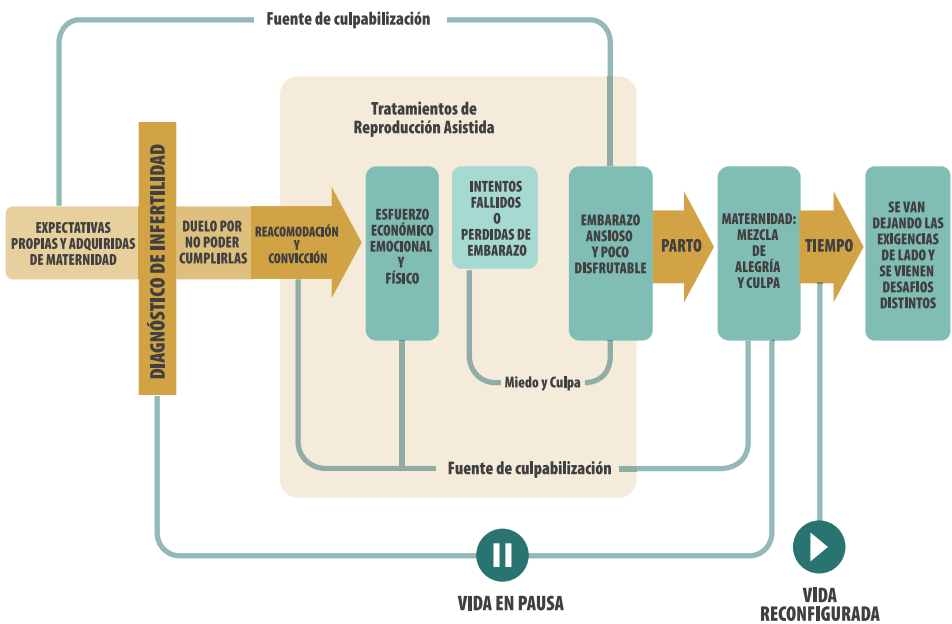 Fuente de culpabilización
Tratamientos de
Reproducción Asistida
EXPECTATIVAS
PROPIAS Y ADQUIRIDAS
DE MATERNIDAD
DIAGNÓSTICO DE INFERTILIDAD
DUELO POR
NO PODER
CUMPLIRLAS
REACOMODACIÓN
Y
CONVICCIÓN
ESFUERZO
ECONÓMICO
EMOCIONAL
Y
FÍSICO
INTENTOS
FALLIDOS
O
PERDIDAS DE
EMBARAZO
EMBARAZO
ANSIOSO
Y POCO
DISFRUTABLE
PARTO
MATERNIDAD:
MEZCLA
DE
ALEGRÍA
Y CULPA
TIEMPO
SE VAN
DEJANDO LAS
EXIGENCIAS
DE LADO Y
SE VIENEN
DESAFIOS
DISTINTOS
Miedo y Culpa
Fuente de culpabilización
VIDA EN PAUSA
VIDA
RECONFIGURADA